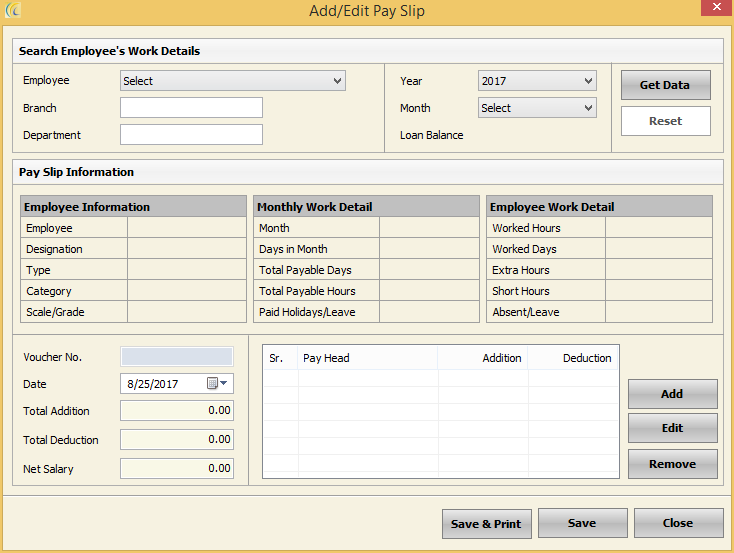 Add/Edit Pay Slip
Search Employee's Work Details
Employee Select Year 2017 Get Data
Branch Month Select Reset
Department Loan Balance
Pay Slip Information
Employee Information Monthly Work Detail Employee Work Detail
Employee Month Worked Hours
Designation Days in Month Worked Days
Type Total Payable Days Extra Hours
Category Total Payable Hours Short Hours
Scale/Grade Paid Holidays/Leave Absent/Leave
Voucher No. Sr. Pay Head Addition Deduction
Date 8/25/2017 Add
Total Addition 0.00 Edit
Total Deduction 0.00
Net Salary 0.00 Remove
Save & Print Save Close